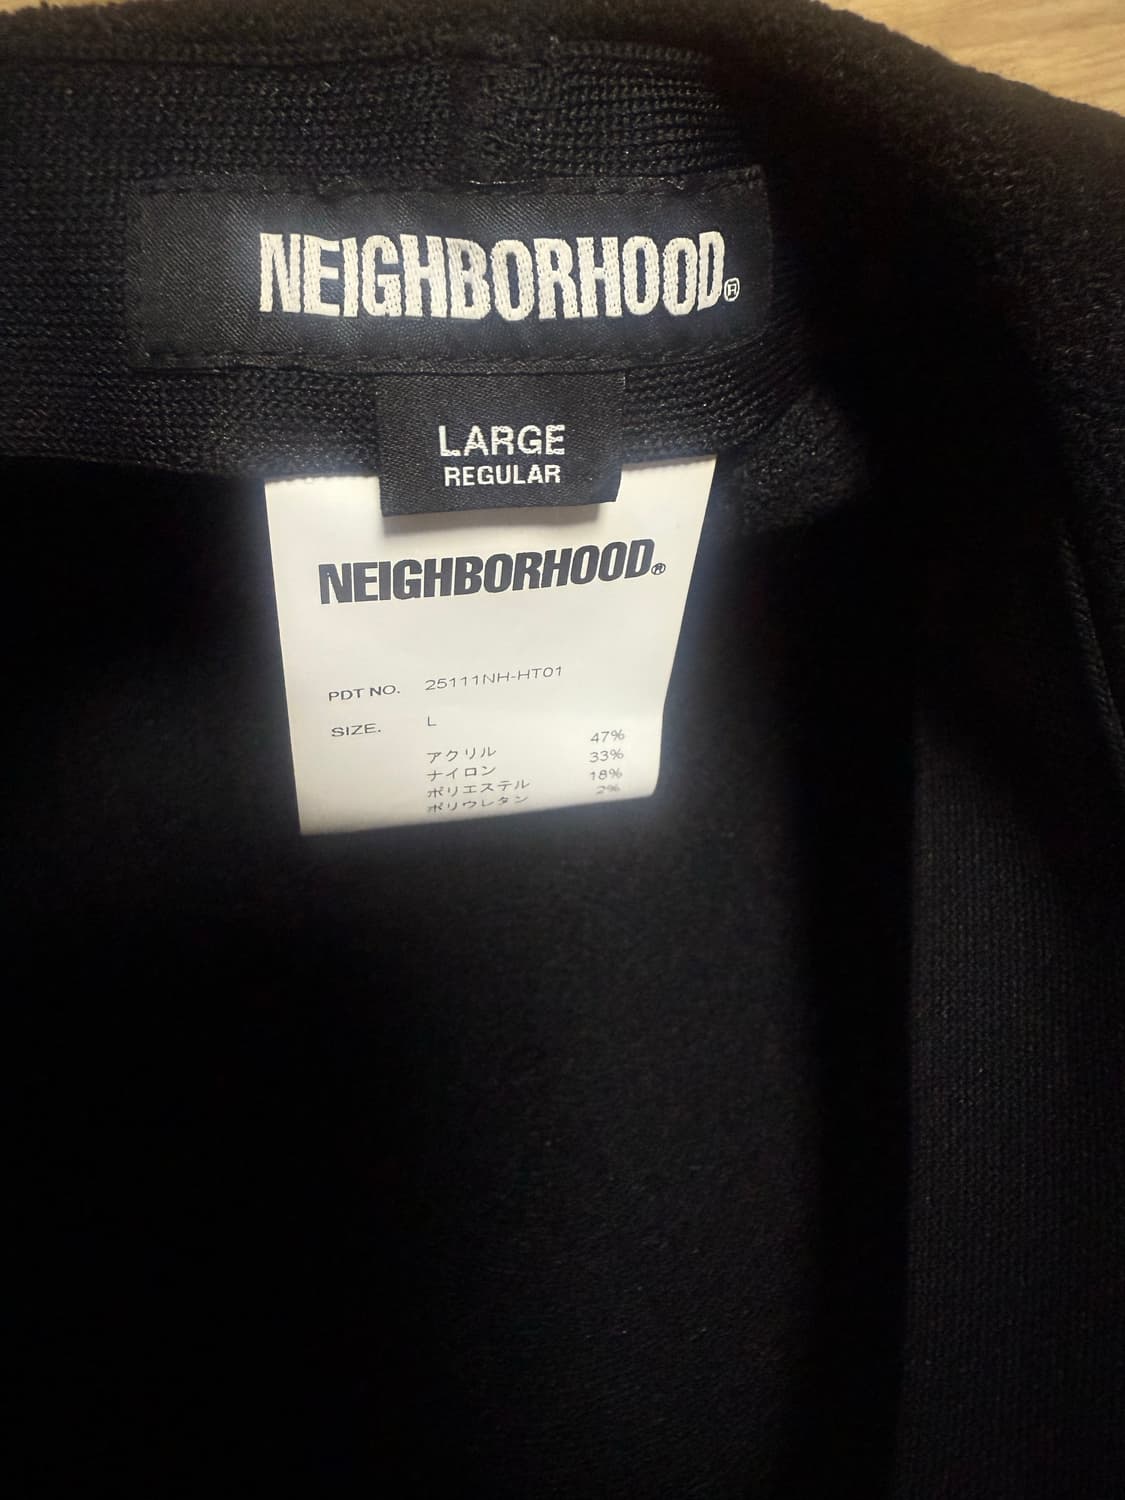 NEIGHBORHOOD®
LARGE
REGULAR
NEIGHBORHOOD®
PDT NO. 25111NH-HT01
SIZE. L
アクリル 47%
ナイロン 33%
ポリエステル 18%
ポリウレタン 2%